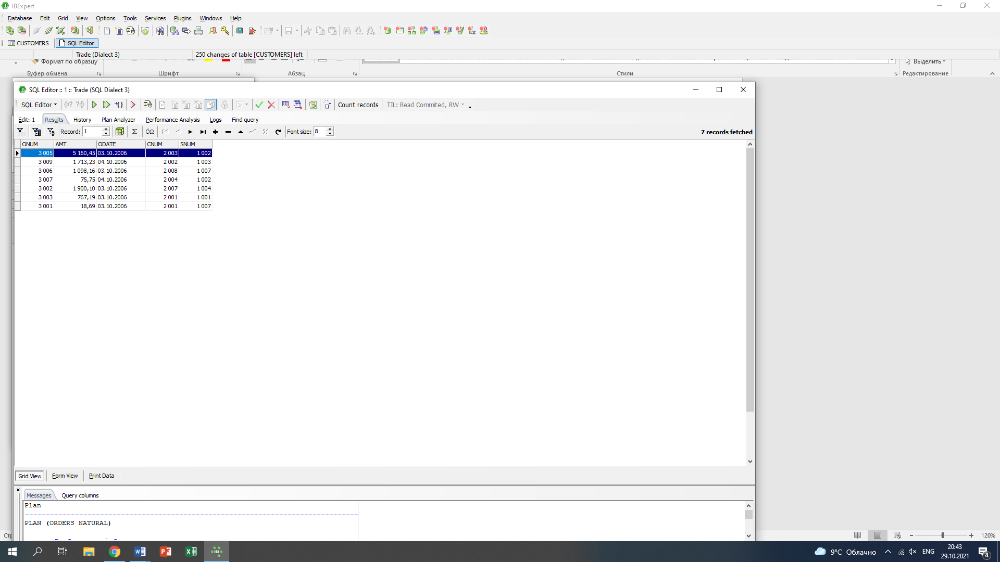 IBExpert
Database Edit Grid View Options Tools Services Plugins Windows Help
CUSTOMERS SQL Editor
Trade (Dialect 3) 250 changes of table [CUSTOMERS] left
Формат по образцу Выделить
Буфер обмена Шрифт Абзац Стили Редактирование
SQL Editor :: 1 :: Trade (SQL Dialect 3)
SQL Editor Count records TIL: Read Commited, RW
Edit: 1 Results History Plan Analyzer Performance Analysis Logs Find query
Record: 1 Σ ÖΩ Font size: 8 7 records fetched
ONUM AMT ODATE CNUM SNUM
3 005 5 160,45 03.10.2006 2 003 1 002
3 009 1 713,23 04.10.2006 2 002 1 003
3 006 1 098,16 03.10.2006 2 008 1 007
3 007 75,75 04.10.2006 2 004 1 002
3 002 1 900,10 03.10.2006 2 007 1 004
3 003 767,19 03.10.2006 2 001 1 001
3 001 18,69 03.10.2006 2 001 1 007
Grid View Form View Print Data
Messages Query columns
Plan
--------------------------------------------------------------------------------
PLAN (ORDERS NATURAL)
120%
9°C Облачно ENG 20:43
29.10.2021 4